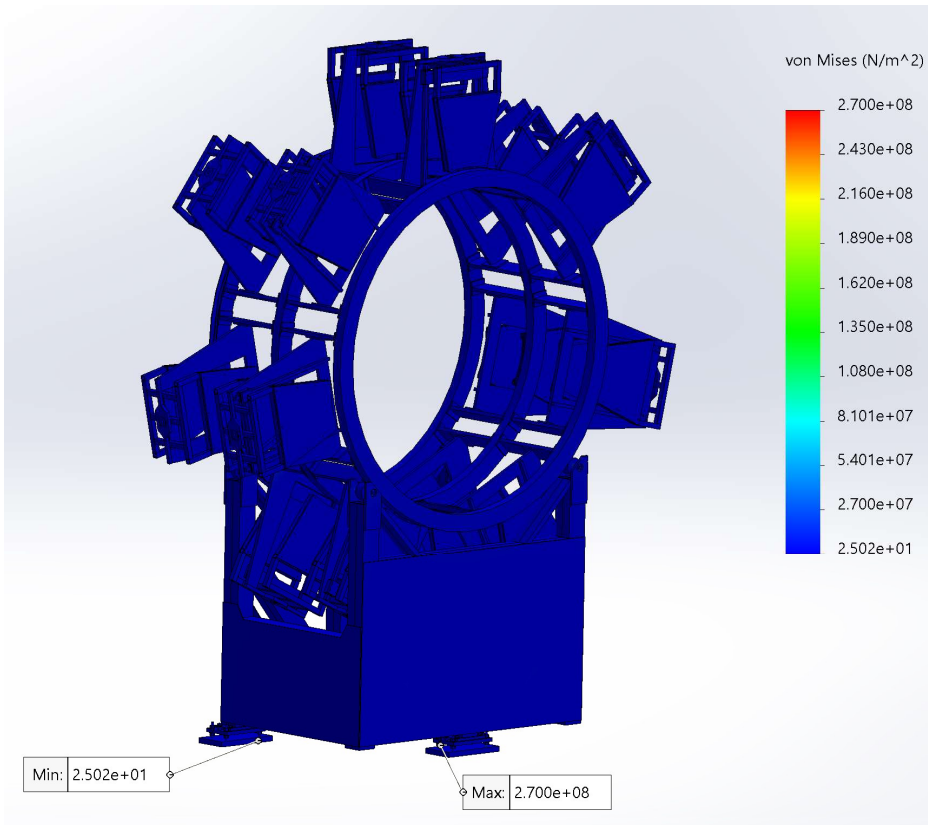 von Mises (N/m^2)
2.700e+08
2.430e+08
2.160e+08
1.890e+08
1.620e+08
1.350e+08
1.080e+08
8.101e+07
5.401e+07
2.700e+07
2.502e+01
Min: 2.502e+01
Max: 2.700e+08